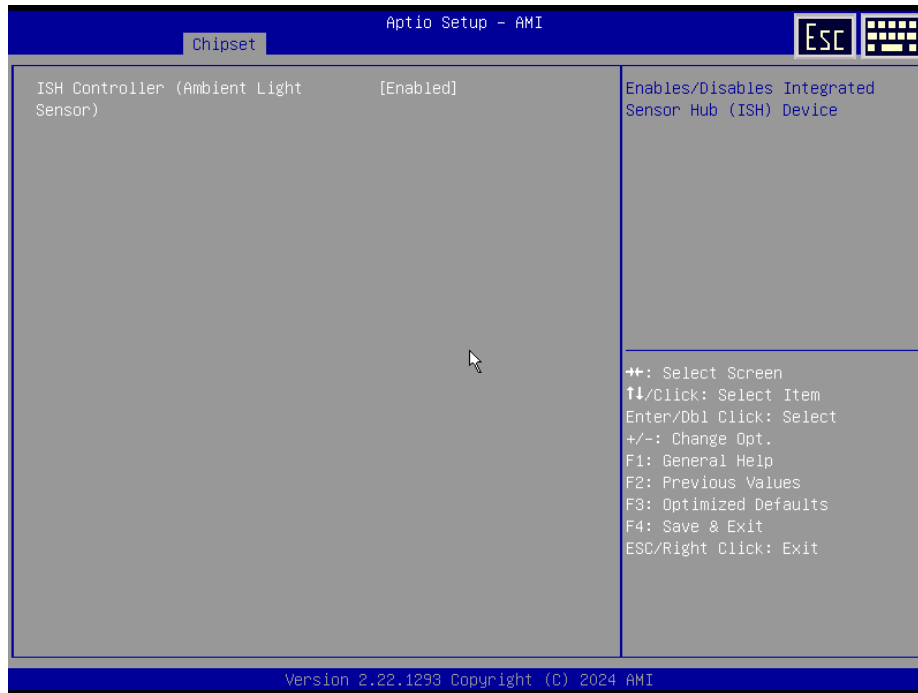 Aptio Setup – AMI
Chipset
Esc
ISH Controller (Ambient Light Sensor) [Enabled]
Enables/Disables Integrated
Sensor Hub (ISH) Device
→←: Select Screen
↑↓/Click: Select Item
Enter/Dbl Click: Select
+/-: Change Opt.
F1: General Help
F2: Previous Values
F3: Optimized Defaults
F4: Save & Exit
ESC/Right Click: Exit
Version 2.22.1293 Copyright (C) 2024 AMI